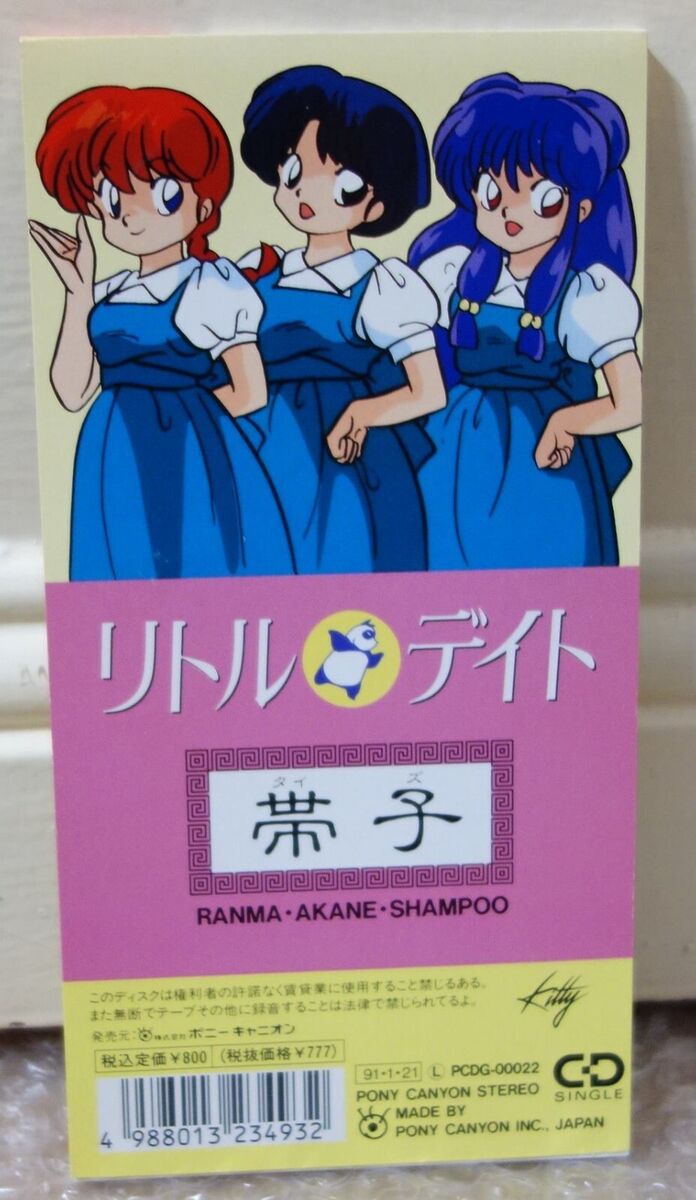 リトル デイト
タイズ
帯子
RANMA・AKANE・SHAMPOO
このディスクは権利者の許諾なく賃貸業に使用すること禁じるある。
また無断でテープその他に録音することは法律で禁じられてるよ。
Kitty
発売元：株式会社ポニーキャニオン
税込定価￥800 (税抜価格￥777)
91・1・21 L PCDG-00022
PONY CANYON STEREO
MADE BY
PONY CANYON INC., JAPAN
CD
SINGLE
4 988013 234932